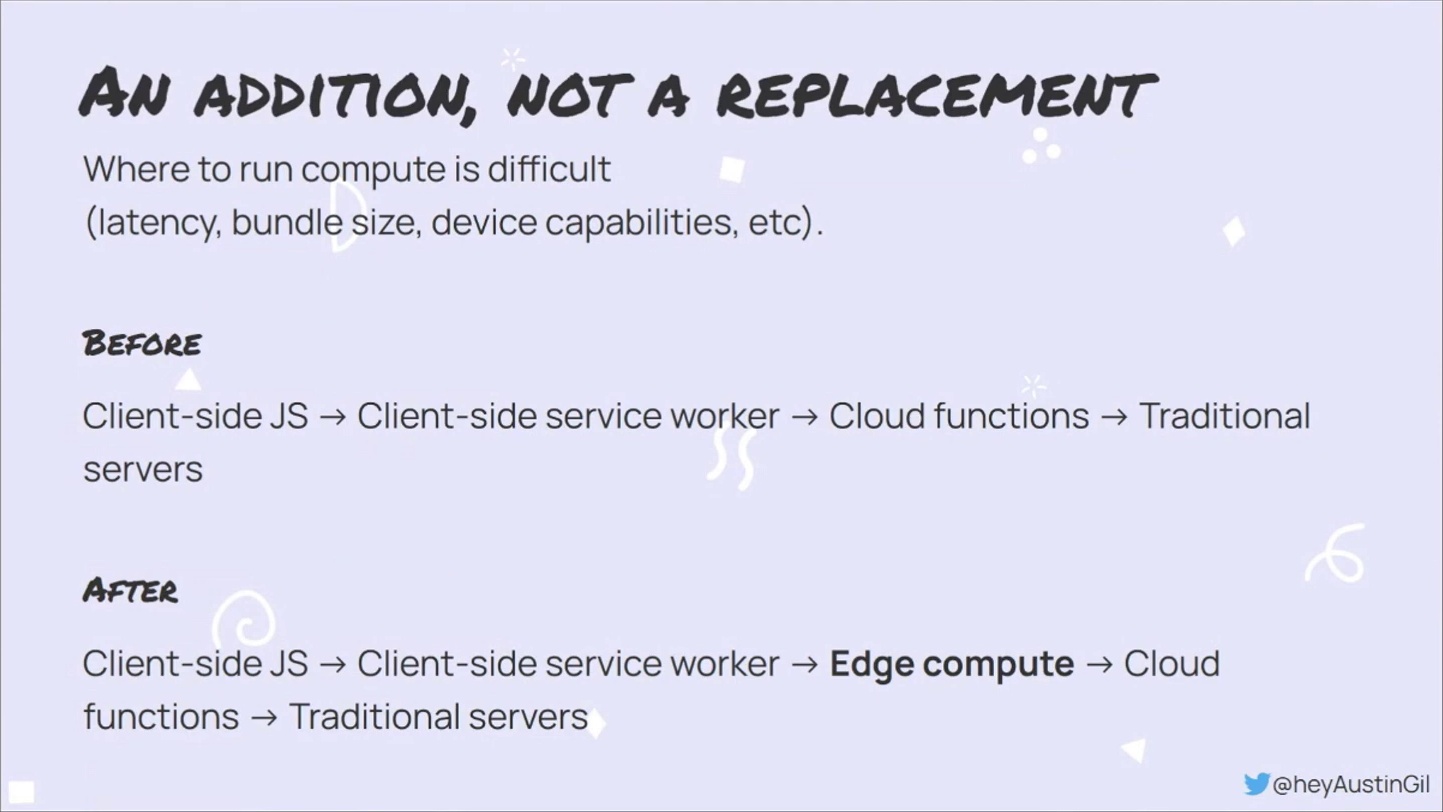 An addition, not a replacement
Where to run compute is difficult
(latency, bundle size, device capabilities, etc).
Before
Client-side JS → Client-side service worker → Cloud functions → Traditional
servers
After
Client-side JS → Client-side service worker → Edge compute → Cloud
functions → Traditional servers
@heyAustinGil